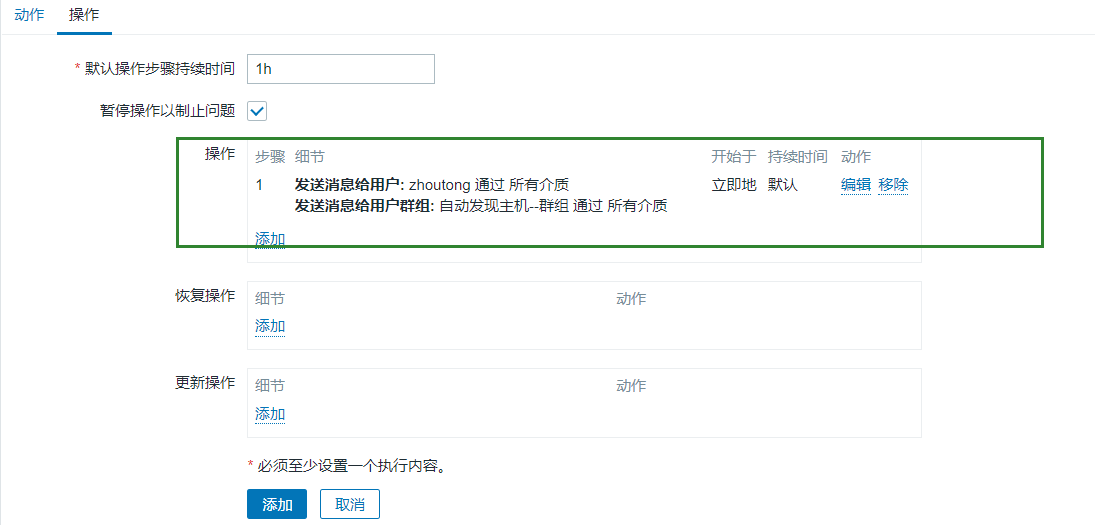 动作 操作
* 默认操作步骤持续时间 1h
暂停操作以制止问题
操作 步骤 细节 开始于 持续时间 动作
1 发送消息给用户: zhoutong 通过 所有介质 立即地 默认 编辑 移除
发送消息给用户群组: 自动发现主机--群组 通过 所有介质
添加
恢复操作 细节 动作
添加
更新操作 细节 动作
添加
* 必须至少设置一个执行内容。
添加 取消